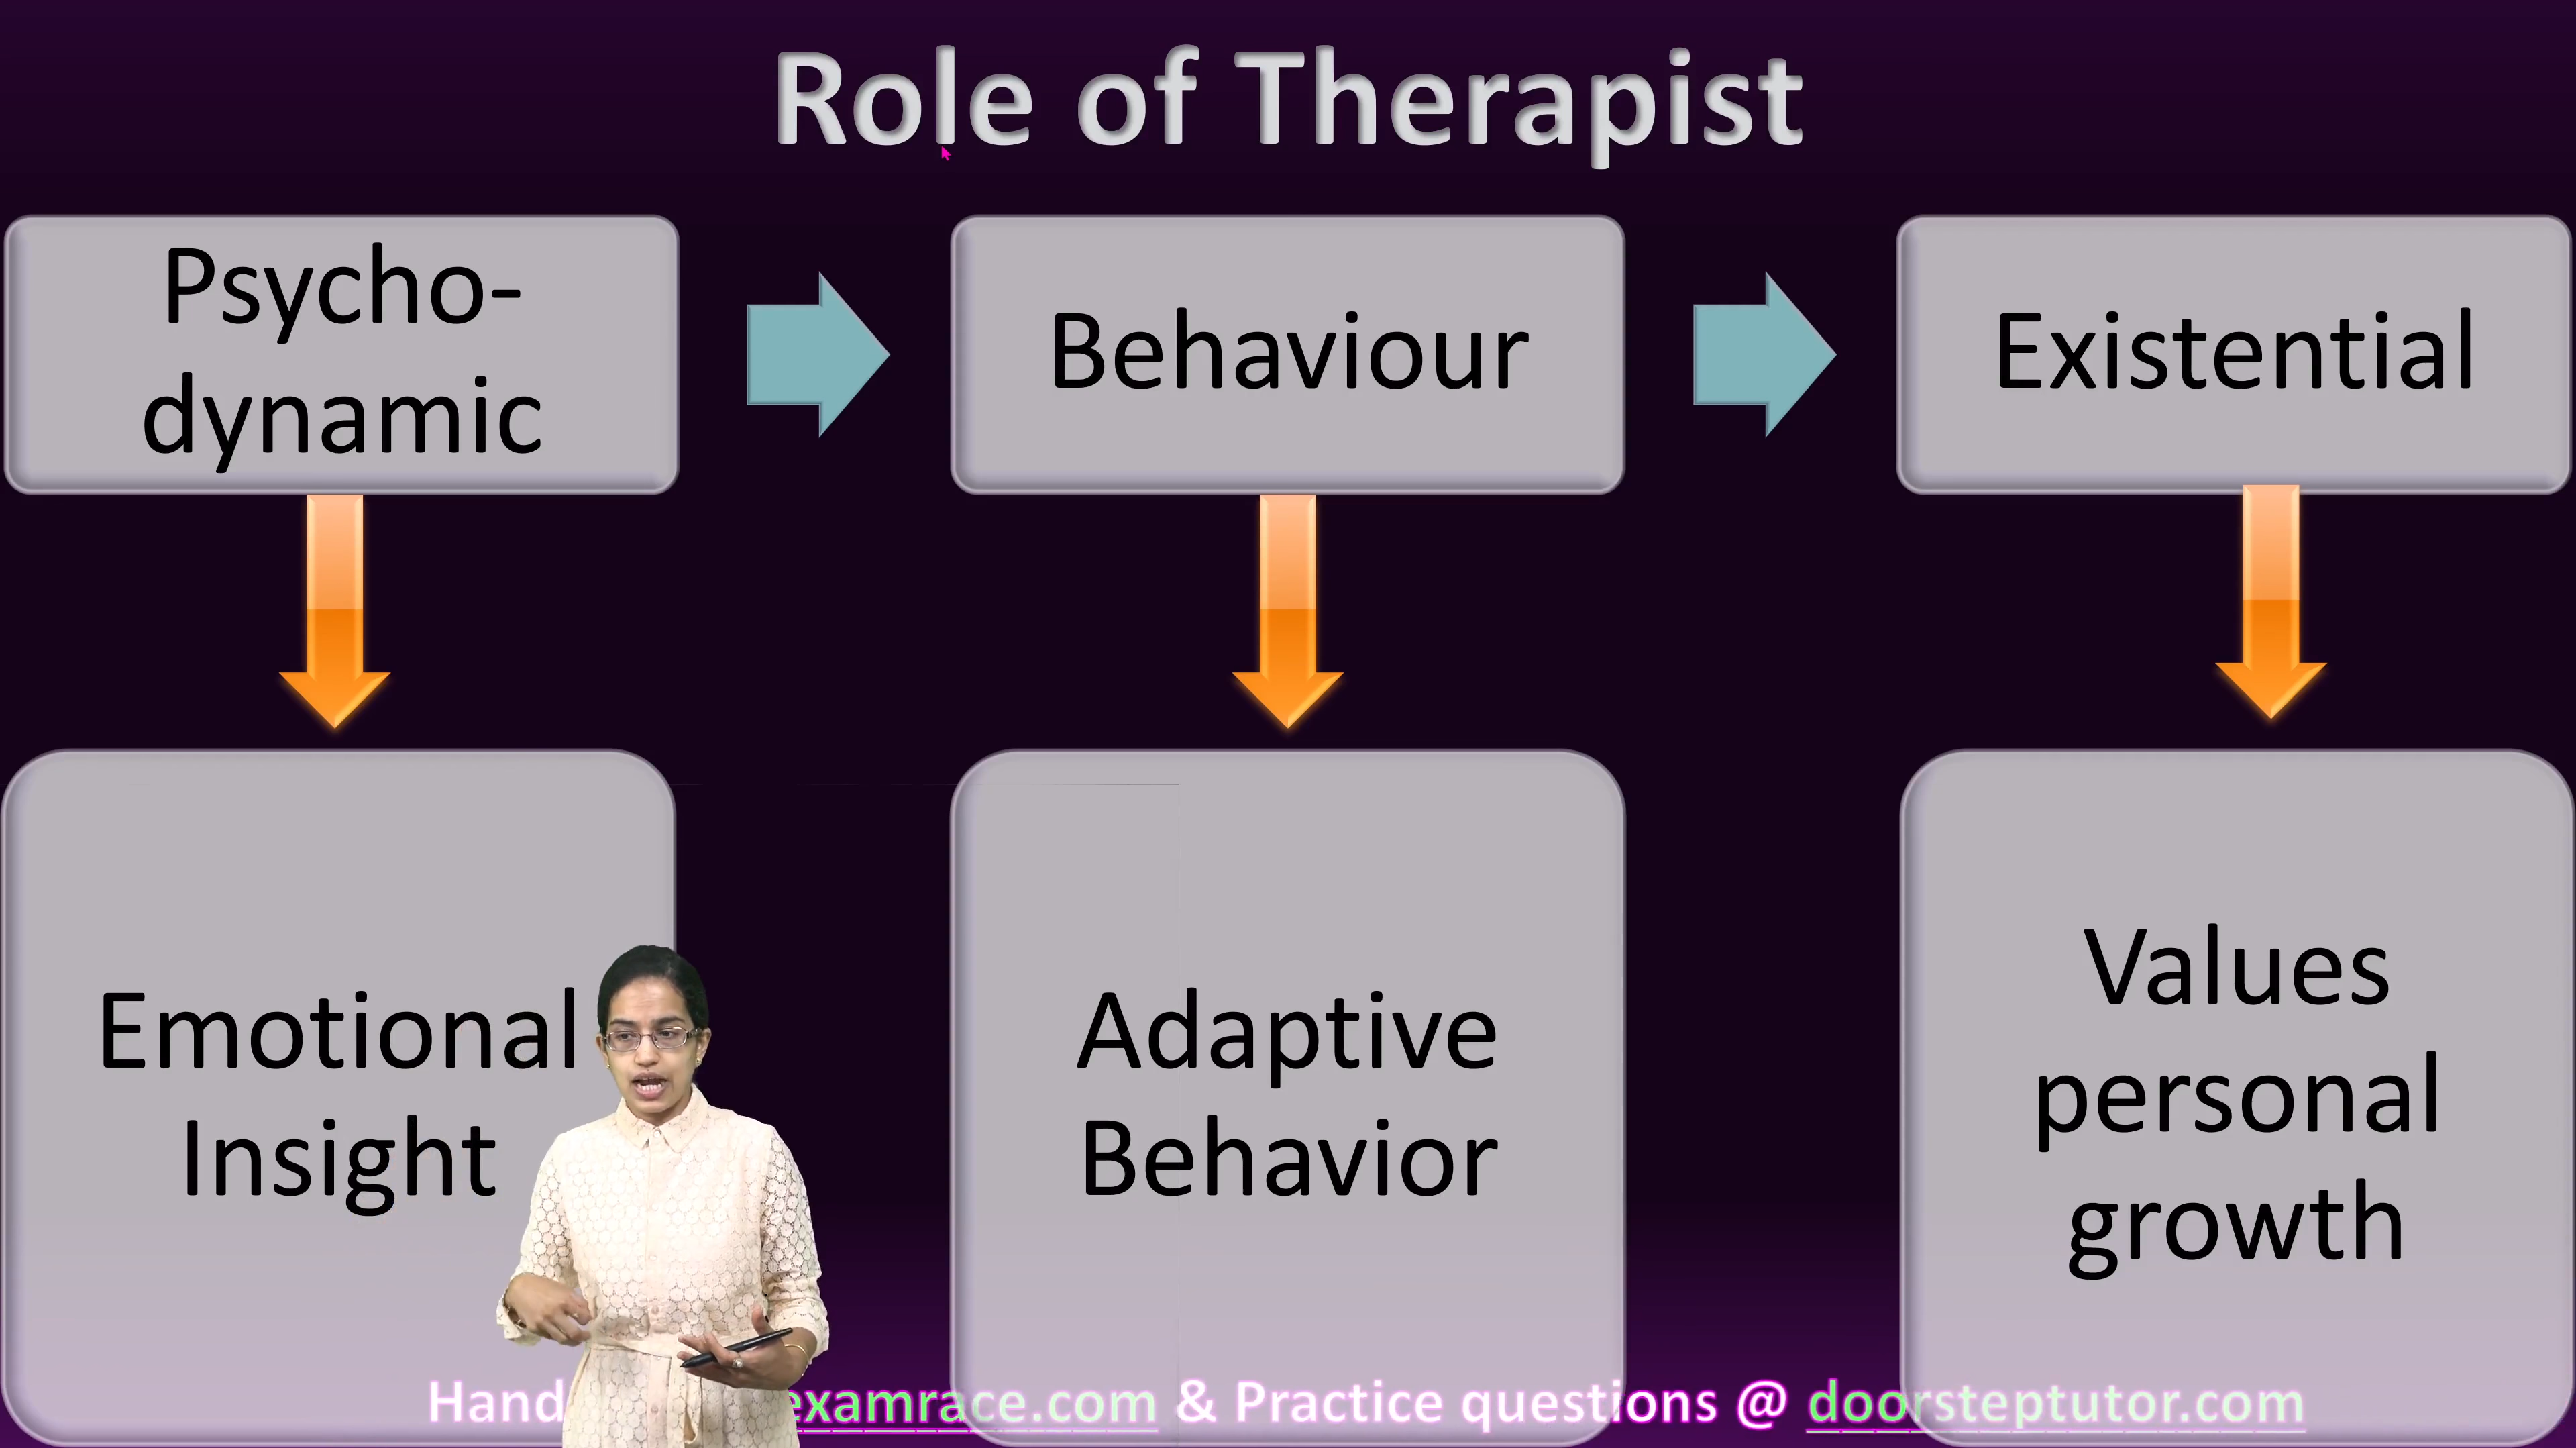 Role of Therapist
Psycho-
dynamic
Behaviour
Existential
Emotional
Insight
Adaptive
Behavior
Values
personal
growth
examrace.com & Practice questions @ doorsteptutor.com